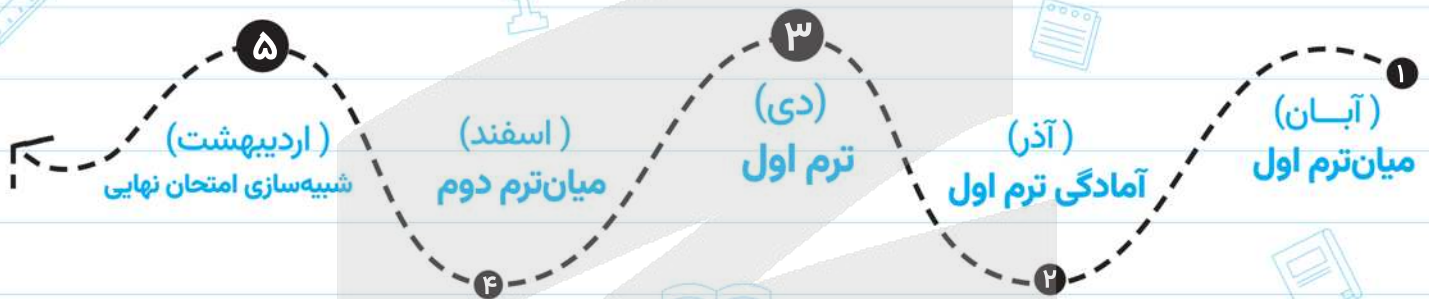 ۱
(آبــان)
میان‌ترم اول
۲
(آذر)
آمادگی ترم اول
۳
(دی)
ترم اول
۴
(اسفند)
میان‌ترم دوم
۵
(اردیبهشت)
شبیه‌سازی امتحان نهایی